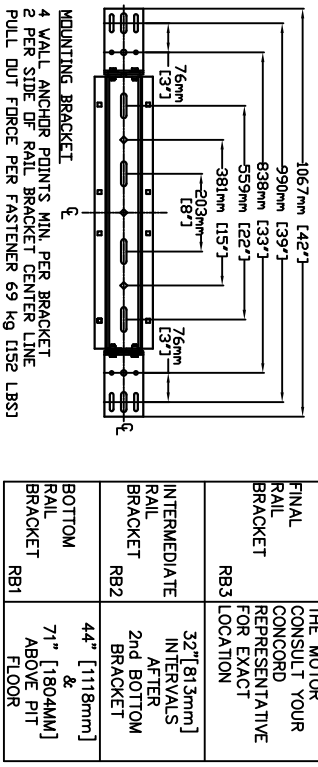 1067mm [42"]
990mm [39"]
838mm [33"]
559mm [22"]
381mm [15"]
203mm
[8"]
76mm
[3"]
76mm
[3"]
℄
℄
MOUNTING BRACKET
4 WALL ANCHOR POINTS MIN. PER BRACKET
2 PER SIDE OF RAIL BRACKET CENTER LINE
PULL OUT FORCE PER FASTENER 69 kg [152 LBS]
FINAL
RAIL
BRACKET
RB3
THE MOTOR
CONSULT YOUR
CONCORD
REPRESENTATIVE
FOR EXACT
LOCATION
INTERMEDIATE
RAIL
BRACKET
RB2
32"[813mm]
INTERVALS
AFTER
2nd BOTTOM
BRACKET
BOTTOM
RAIL
BRACKET
RB1
44" [1118mm]
&
71" [1804MM]
ABOVE PIT
FLOOR